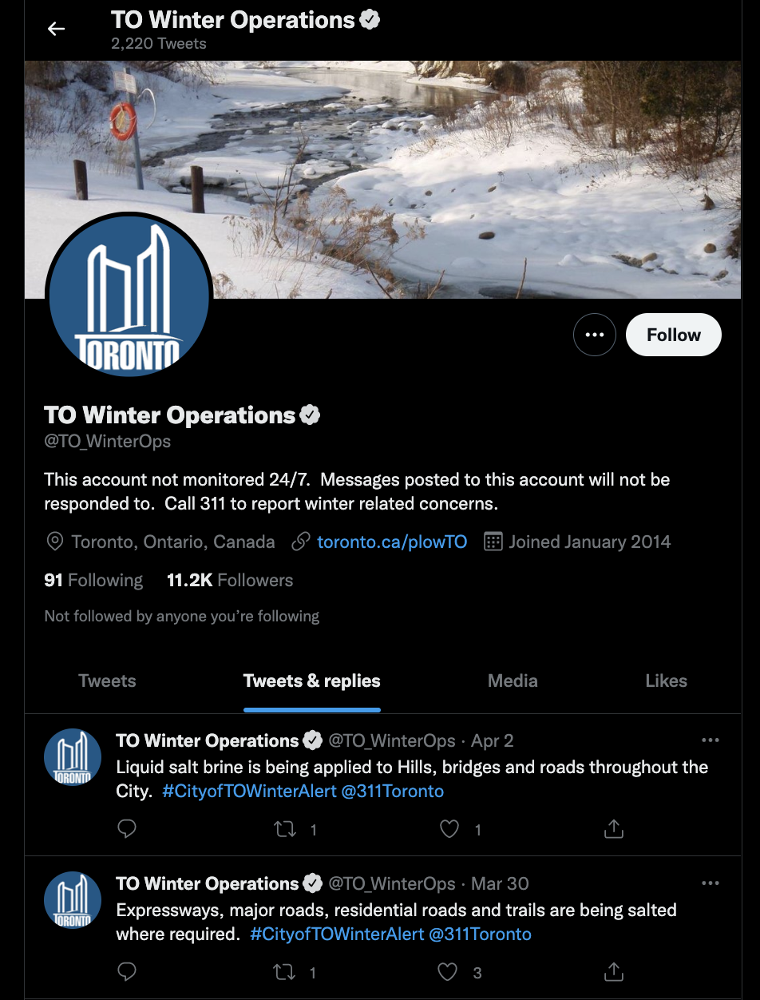 TO Winter Operations
2,220 Tweets
TORONTO
Follow
TO Winter Operations
@TO_WinterOps
This account not monitored 24/7.  Messages posted to this account will not be
responded to.  Call 311 to report winter related concerns.
Toronto, Ontario, Canada toronto.ca/plowTO Joined January 2014
91 Following 11.2K Followers
Not followed by anyone you’re following
Tweets Tweets & replies Media Likes
TO Winter Operations @TO_WinterOps · Apr 2
Liquid salt brine is being applied to Hills, bridges and roads throughout the
City.  #CityofTOWinterAlert @311Toronto
TORONTO
1 1
TO Winter Operations @TO_WinterOps · Mar 30
Expressways, major roads, residential roads and trails are being salted
where required.  #CityofTOWinterAlert @311Toronto
TORONTO
1 3